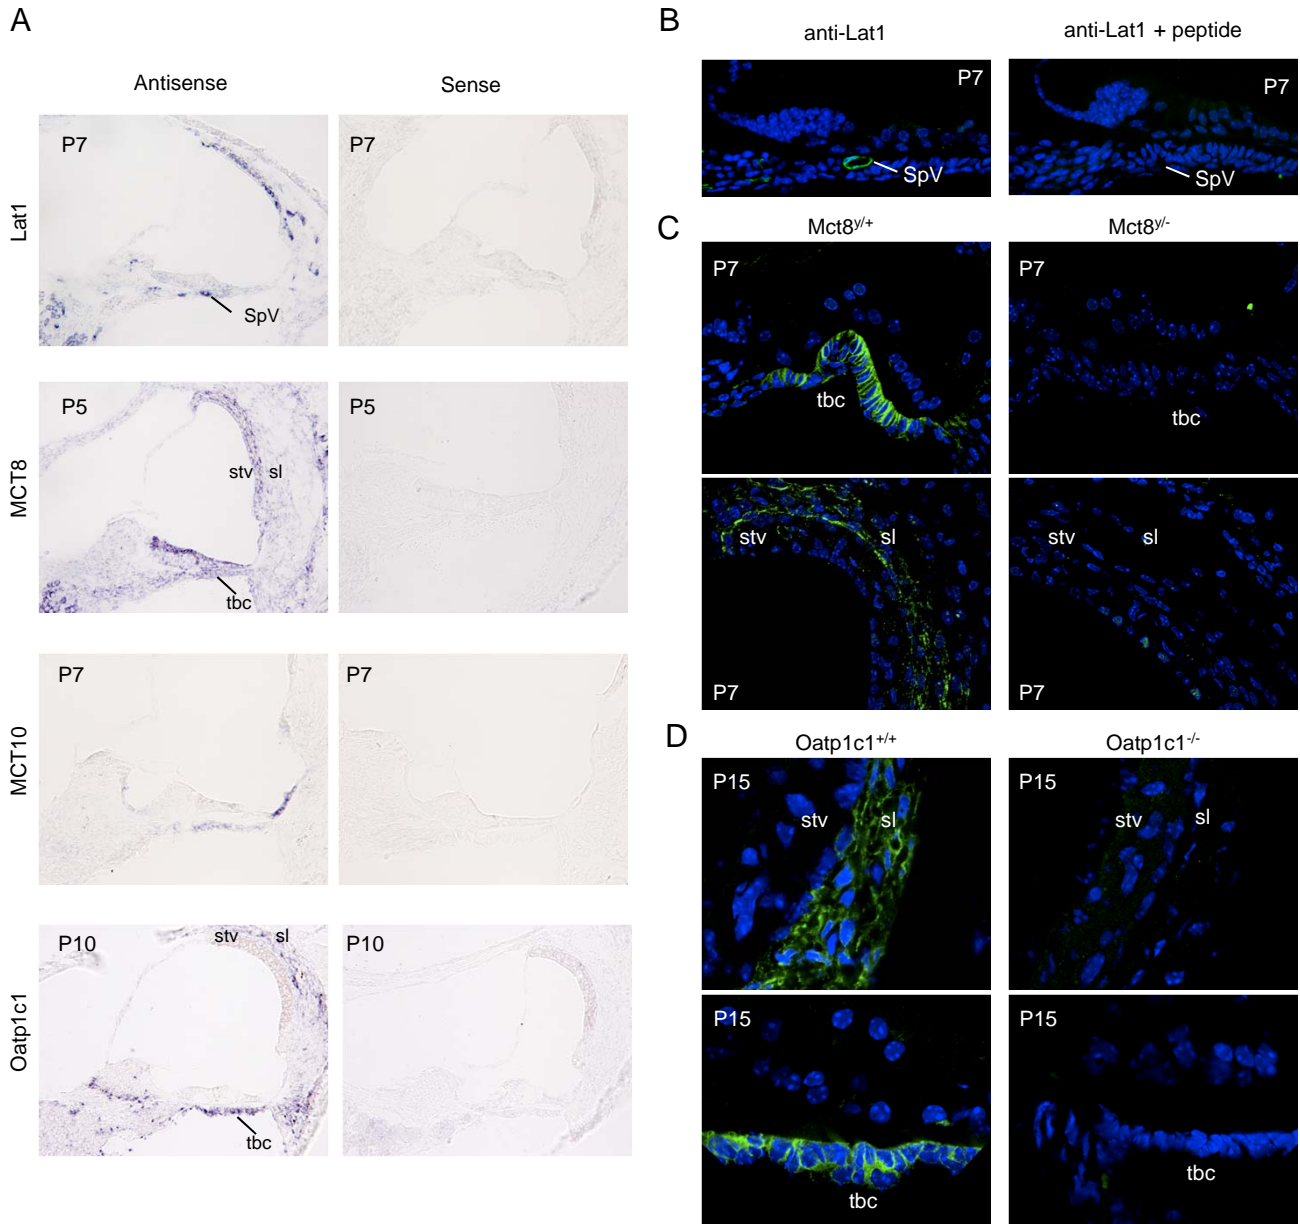 A
Antisense
Sense
Lat1
P7
SpV
P7
MCT8
P5
stv
sl
tbc
P5
MCT10
P7
P7
Oatp1c1
P10
stv
sl
tbc
P10
B
anti-Lat1
anti-Lat1 + peptide
P7
SpV
P7
SpV
C
Mct8y/+
Mct8y/-
P7
tbc
P7
tbc
stv
sl
P7
stv
sl
P7
D
Oatp1c1+/+
Oatp1c1-/-
P15
stv
sl
P15
stv
sl
P15
tbc
P15
tbc